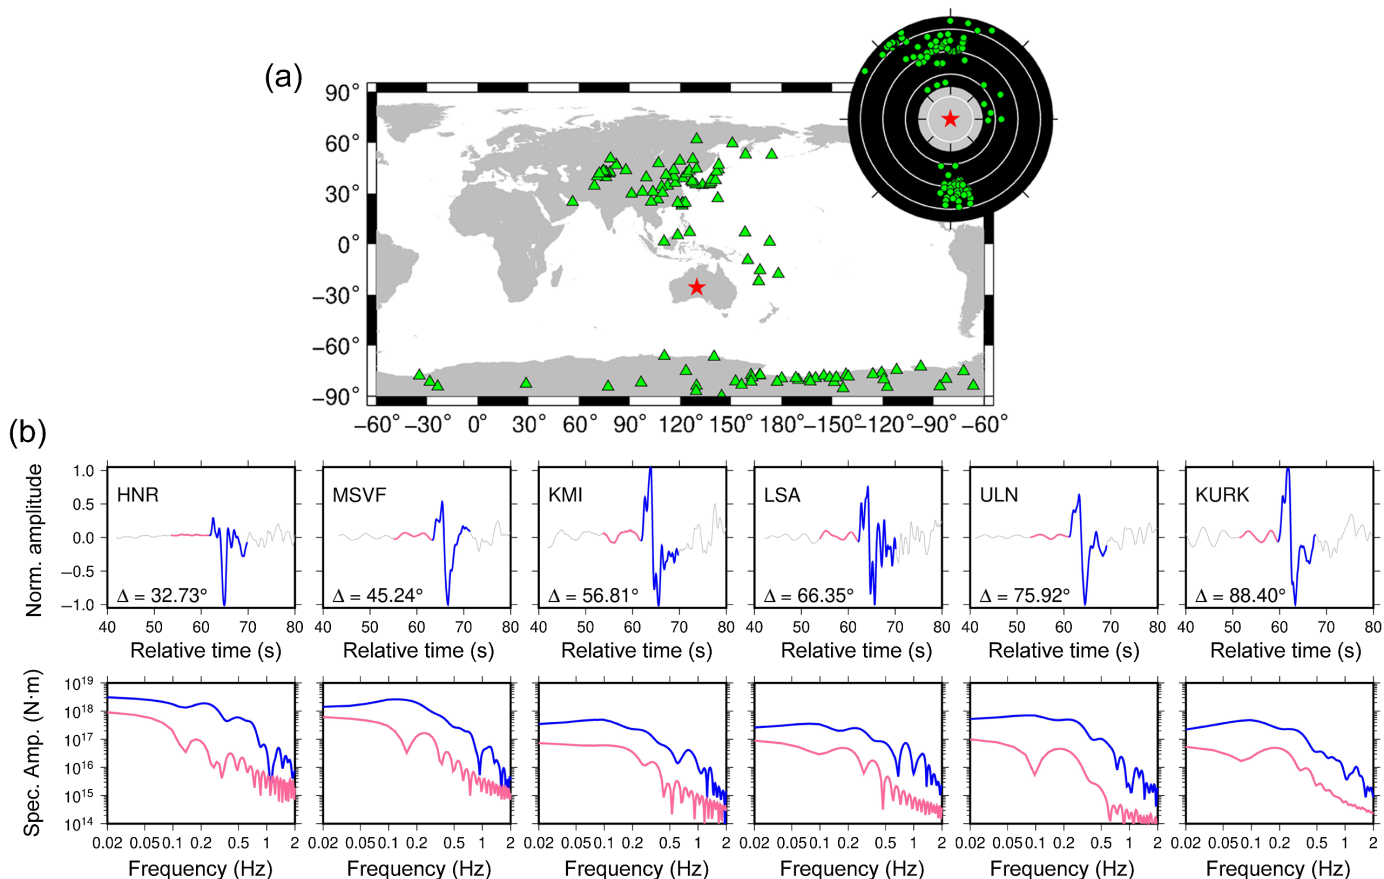 (a)
90°
60°
30°
0°
−30°
−60°
−90°
−60° −30° 0° 30° 60° 90° 120° 150° 180° −150° −120° −90° −60°
(b)
Norm. amplitude
1.0
0.5
0.0
−0.5
−1.0
HNR
Δ = 32.73°
40 50 60 70 80
Relative time (s)
MSVF
Δ = 45.24°
40 50 60 70 80
Relative time (s)
KMI
Δ = 56.81°
40 50 60 70 80
Relative time (s)
LSA
Δ = 66.35°
40 50 60 70 80
Relative time (s)
ULN
Δ = 75.92°
40 50 60 70 80
Relative time (s)
KURK
Δ = 88.40°
40 50 60 70 80
Relative time (s)
Spec. Amp. (N·m)
10¹⁹
10¹⁸
10¹⁷
10¹⁶
10¹⁵
10¹⁴
0.02 0.05 0.1 0.2 0.5 1 2
Frequency (Hz)
0.02 0.05 0.1 0.2 0.5 1 2
Frequency (Hz)
0.02 0.05 0.1 0.2 0.5 1 2
Frequency (Hz)
0.02 0.05 0.1 0.2 0.5 1 2
Frequency (Hz)
0.02 0.05 0.1 0.2 0.5 1 2
Frequency (Hz)
0.02 0.05 0.1 0.2 0.5 1 2
Frequency (Hz)